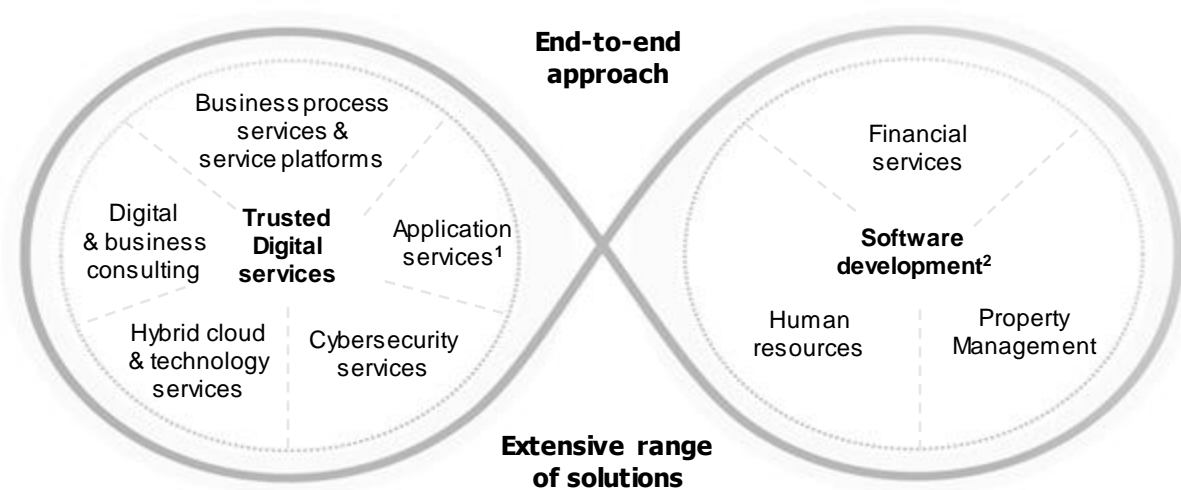 End-to-end
approach
Business process
services &
service platforms
Digital
& business
consulting
Trusted
Digital
services
Application
services¹
Hybrid cloud
& technology
services
Cybersecurity
services
Financial
services
Software
development²
Human
resources
Property
Management
Extensive range
of solutions